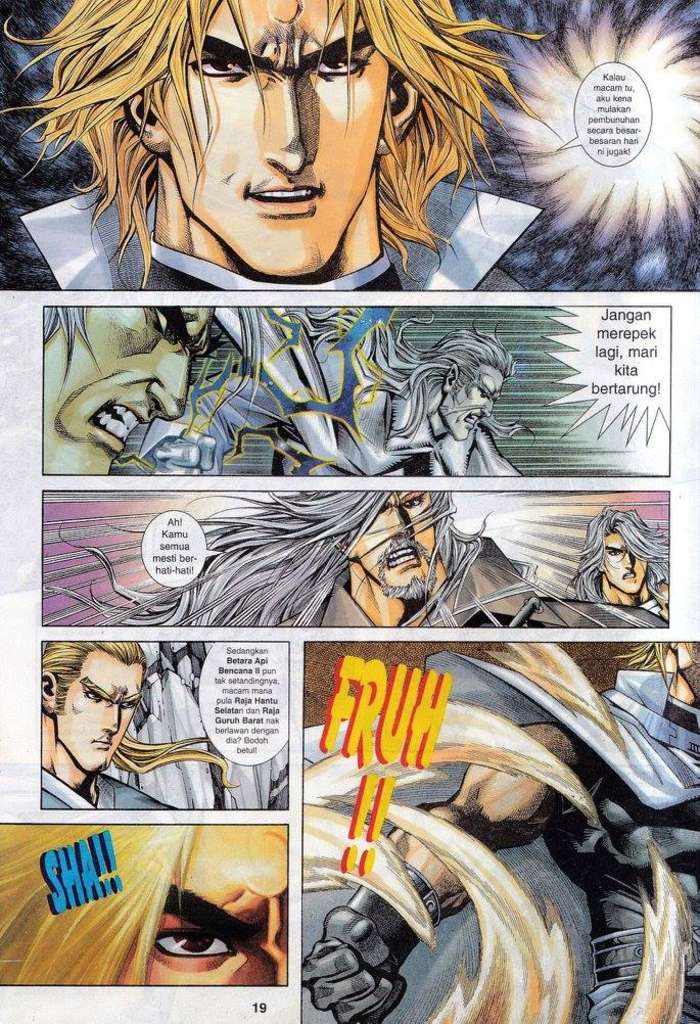 Kalau
macam tu,
aku kena
mulakan
pembunuhan
secara besar-
besaran hari
ni jugak!
Jangan
merepek
lagi, mari
kita
bertarung!
Ah!
Kamu
semua
mesti ber-
hati-hati!
Sedangkan
Betara Api
Bencana II pun
tak setandingnya,
macam mana
pula Raja Hantu
Selatan dan Raja
Guruh Barat nak
berlawan dengan
dia? Bodoh
betul!
FRUH
!!
SHA!!
19